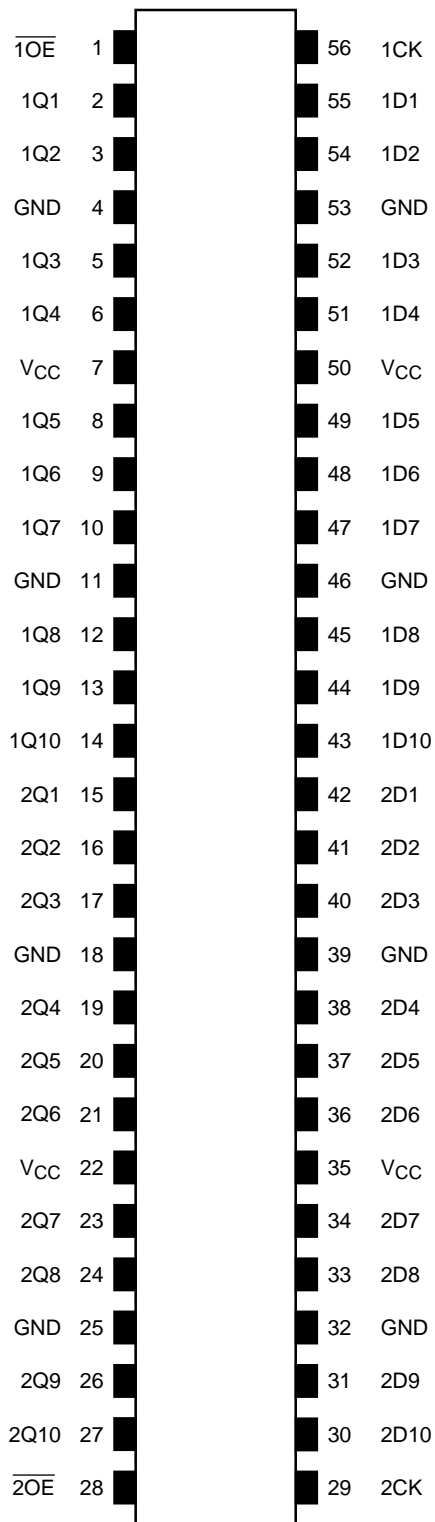 1OE 1 56 1CK
1Q1 2 55 1D1
1Q2 3 54 1D2
GND 4 53 GND
1Q3 5 52 1D3
1Q4 6 51 1D4
VCC 7 50 VCC
1Q5 8 49 1D5
1Q6 9 48 1D6
1Q7 10 47 1D7
GND 11 46 GND
1Q8 12 45 1D8
1Q9 13 44 1D9
1Q10 14 43 1D10
2Q1 15 42 2D1
2Q2 16 41 2D2
2Q3 17 40 2D3
GND 18 39 GND
2Q4 19 38 2D4
2Q5 20 37 2D5
2Q6 21 36 2D6
VCC 22 35 VCC
2Q7 23 34 2D7
2Q8 24 33 2D8
GND 25 32 GND
2Q9 26 31 2D9
2Q10 27 30 2D10
2OE 28 29 2CK